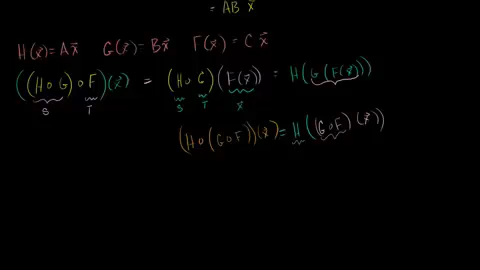 = AB x⃗
H(x⃗)=Ax⃗ G(x⃗)=Bx⃗ F(x⃗)=Cx⃗
((H∘G)∘F)(x⃗) = (H∘G)(F(x⃗)) = H(G(F(x⃗)))
S T S T x
(H∘(G∘F))(x⃗)=H((G∘F)(x⃗))